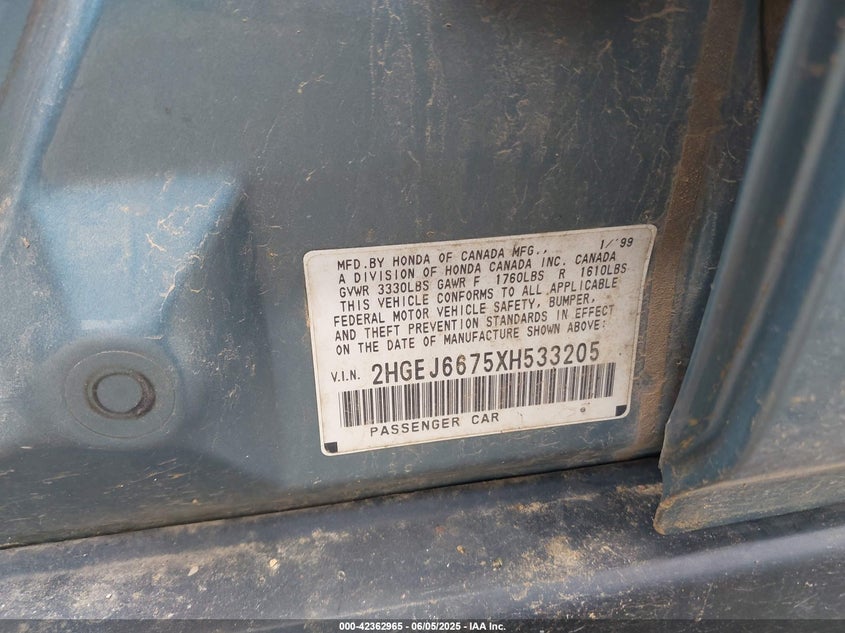 MFD.BY HONDA OF CANADA MFG., 1/'99
A DIVISION OF HONDA CANADA INC. CANADA
GVWR 3330LBS GAWR F 1760LBS R 1610LBS
THIS VEHICLE CONFORMS TO ALL APPLICABLE
FEDERAL MOTOR VEHICLE SAFETY, BUMPER,
AND THEFT PREVENTION STANDARDS IN EFFECT
ON THE DATE OF MANUFACTURE SHOWN ABOVE:
V.I.N. 2HGEJ6675XH533205
PASSENGER CAR
000-42362965 - 06/05/2025 - IAA Inc.